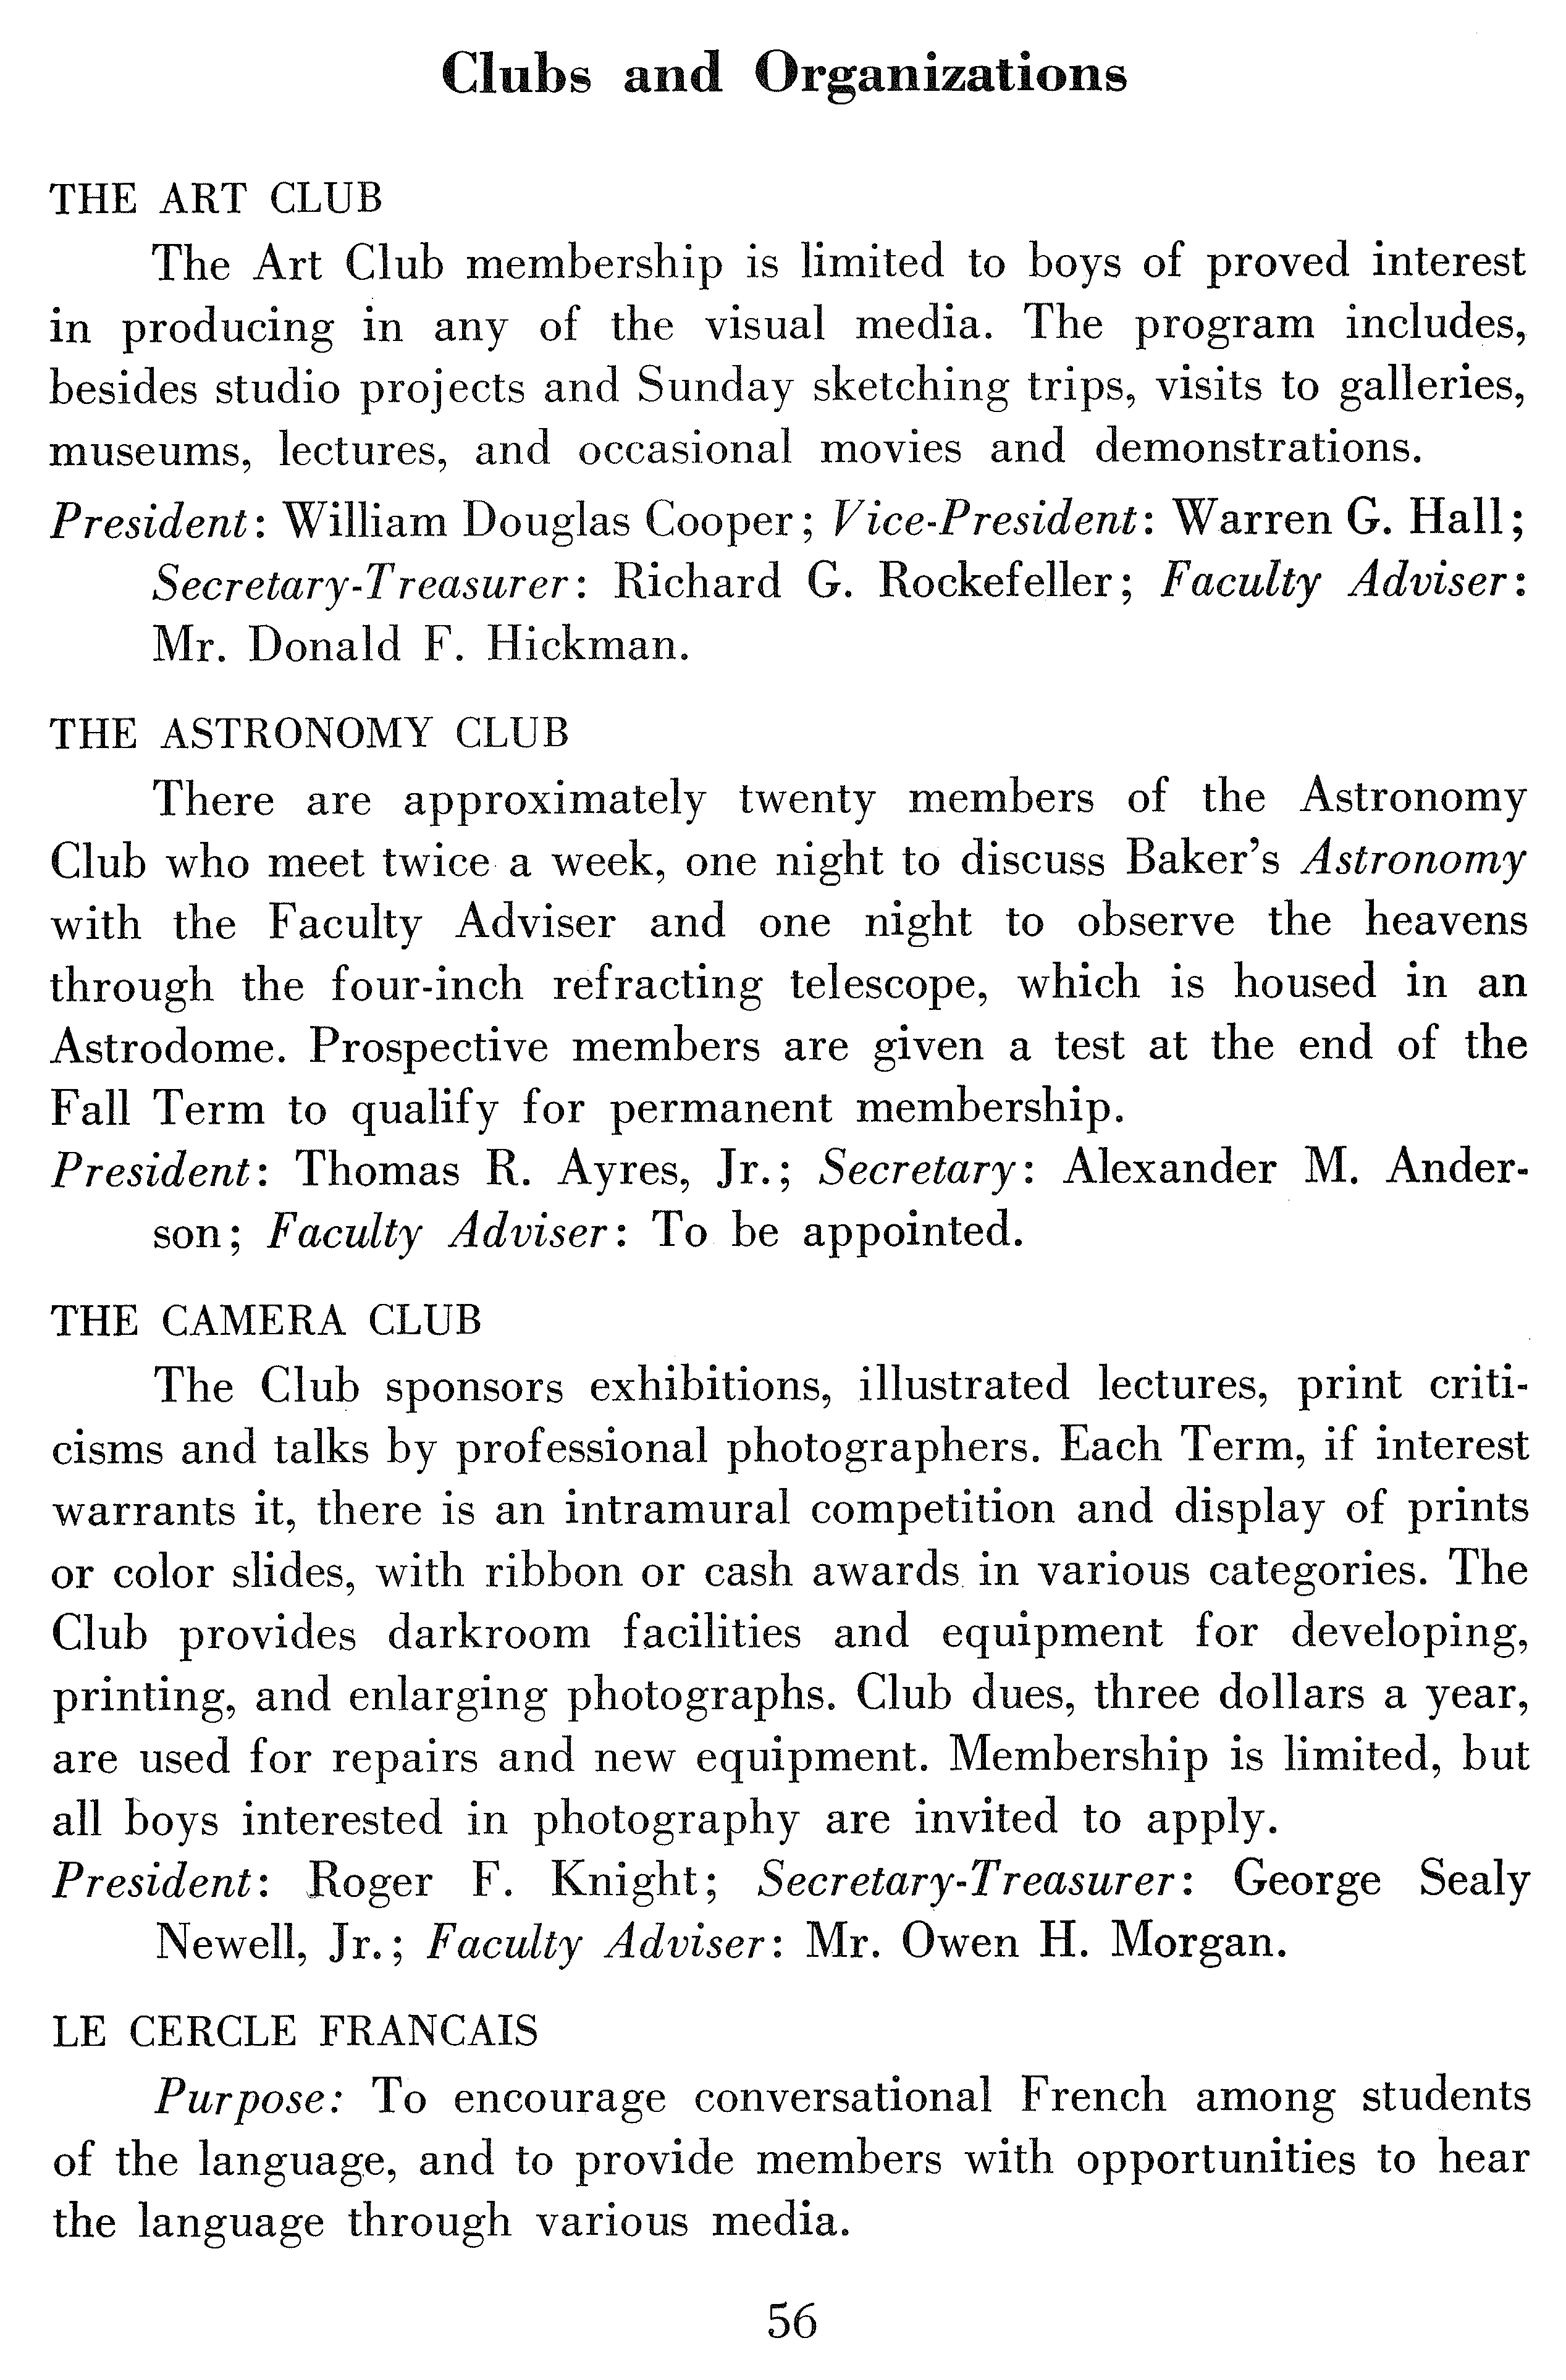 Clubs and Organizations
THE ART CLUB
The Art Club membership is limited to boys of proved interest
in producing in any of the visual media. The program includes,
besides studio projects and Sunday sketching trips, visits to galleries,
museums, lectures, and occasional movies and demonstrations.
President: William Douglas Cooper; Vice-President: Warren G. Hall;
Secretary-Treasurer: Richard G. Rockefeller; Faculty Adviser:
Mr. Donald F. Hickman.
THE ASTRONOMY CLUB
There are approximately twenty members of the Astronomy
Club who meet twice a week, one night to discuss Baker's Astronomy
with the Faculty Adviser and one night to observe the heavens
through the four-inch refracting telescope, which is housed in an
Astrodome. Prospective members are given a test at the end of the
Fall Term to qualify for permanent membership.
President: Thomas R. Ayres, Jr.; Secretary: Alexander M. Ander-
son; Faculty Adviser: To be appointed.
THE CAMERA CLUB
The Club sponsors exhibitions, illustrated lectures, print criti-
cisms and talks by professional photographers. Each Term, if interest
warrants it, there is an intramural competition and display of prints
or color slides, with ribbon or cash awards in various categories. The
Club provides darkroom facilities and equipment for developing,
printing, and enlarging photographs. Club dues, three dollars a year,
are used for repairs and new equipment. Membership is limited, but
all boys interested in photography are invited to apply.
President: Roger F. Knight; Secretary-Treasurer: George Sealy
Newell, Jr.; Faculty Adviser: Mr. Owen H. Morgan.
LE CERCLE FRANCAIS
Purpose: To encourage conversational French among students
of the language, and to provide members with opportunities to hear
the language through various media.
56